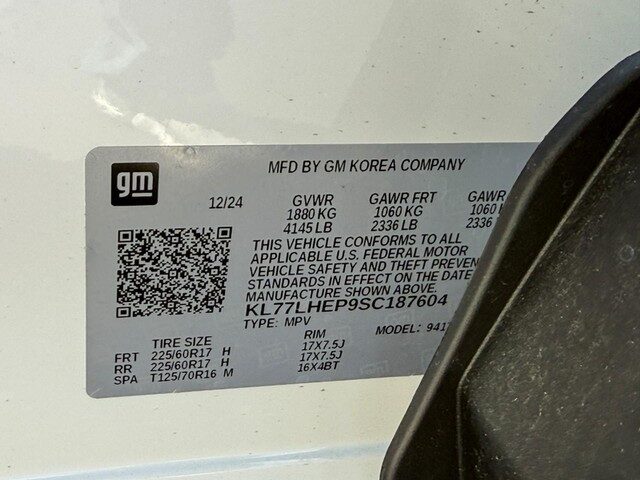 gm
MFD BY GM KOREA COMPANY
12/24 GVWR GAWR FRT GAWR
1880 KG 1060 KG 1060
4145 LB 2336 LB 2336
THIS VEHICLE CONFORMS TO ALL
APPLICABLE U.S. FEDERAL MOTOR
VEHICLE SAFETY AND THEFT PREVEN
STANDARDS IN EFFECT ON THE DATE
MANUFACTURE SHOWN ABOVE.
KL77LHEP9SC187604
TYPE: MPV MODEL: 941
TIRE SIZE RIM
FRT 225/60R17 H 17X7.5J
RR 225/60R17 H 17X7.5J
SPA T125/70R16 M 16X4BT